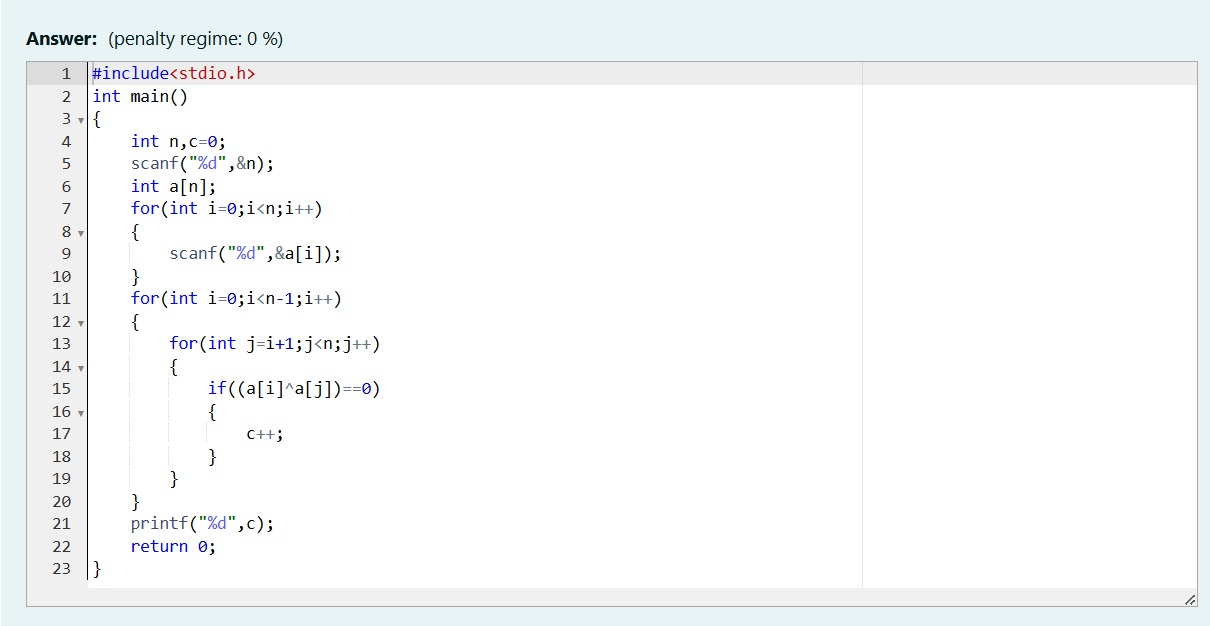 Answer: (penalty regime: 0 %)
1 #include<stdio.h>
2 int main()
3 {
4     int n,c=0;
5     scanf("%d",&n);
6     int a[n];
7     for(int i=0;i<n;i++)
8     {
9         scanf("%d",&a[i]);
10     }
11     for(int i=0;i<n-1;i++)
12     {
13         for(int j=i+1;j<n;j++)
14         {
15             if((a[i]^a[j])==0)
16             {
17                 c++;
18             }
19         }
20     }
21     printf("%d",c);
22     return 0;
23 }